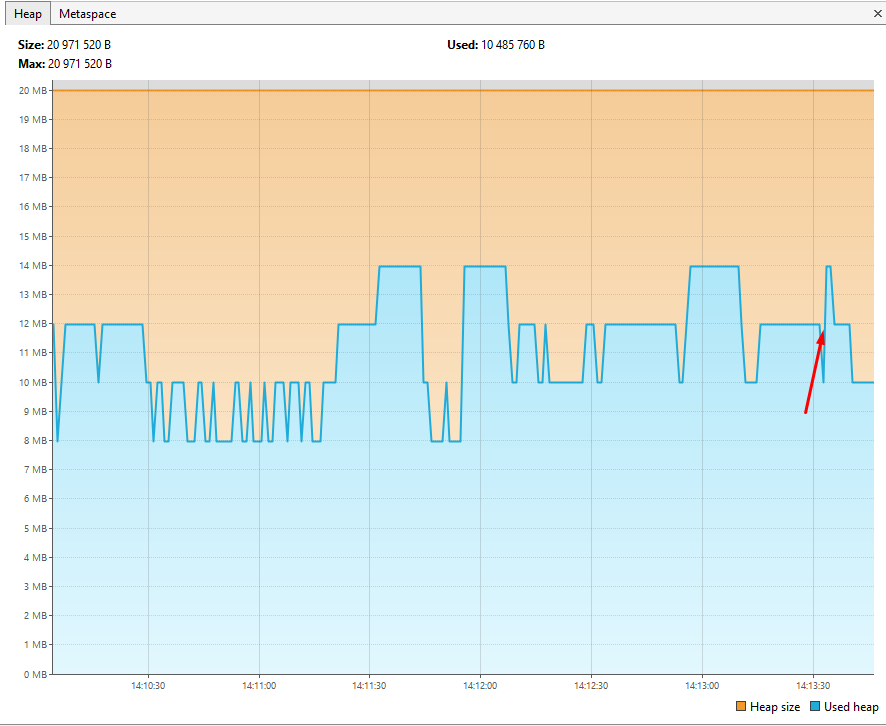 Heap Metaspace ×
Size: 20 971 520 B Used: 10 485 760 B
Max: 20 971 520 B
20 MB
19 MB
18 MB
17 MB
16 MB
15 MB
14 MB
13 MB
12 MB
11 MB
10 MB
9 MB
8 MB
7 MB
6 MB
5 MB
4 MB
3 MB
2 MB
1 MB
0 MB
14:10:30 14:11:00 14:11:30 14:12:00 14:12:30 14:13:00 14:13:30
Heap size Used heap